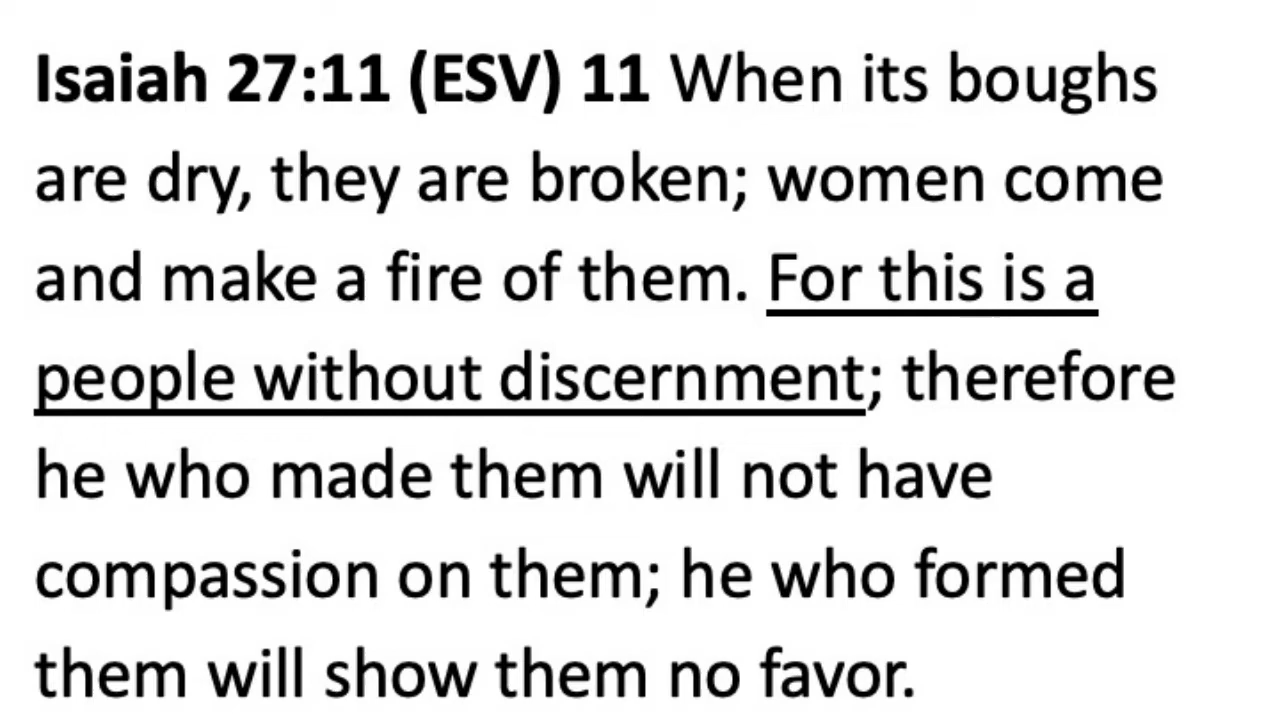 Isaiah 27:11 (ESV) 11 When its boughs
are dry, they are broken; women come
and make a fire of them. For this is a
people without discernment; therefore
he who made them will not have
compassion on them; he who formed
them will show them no favor.